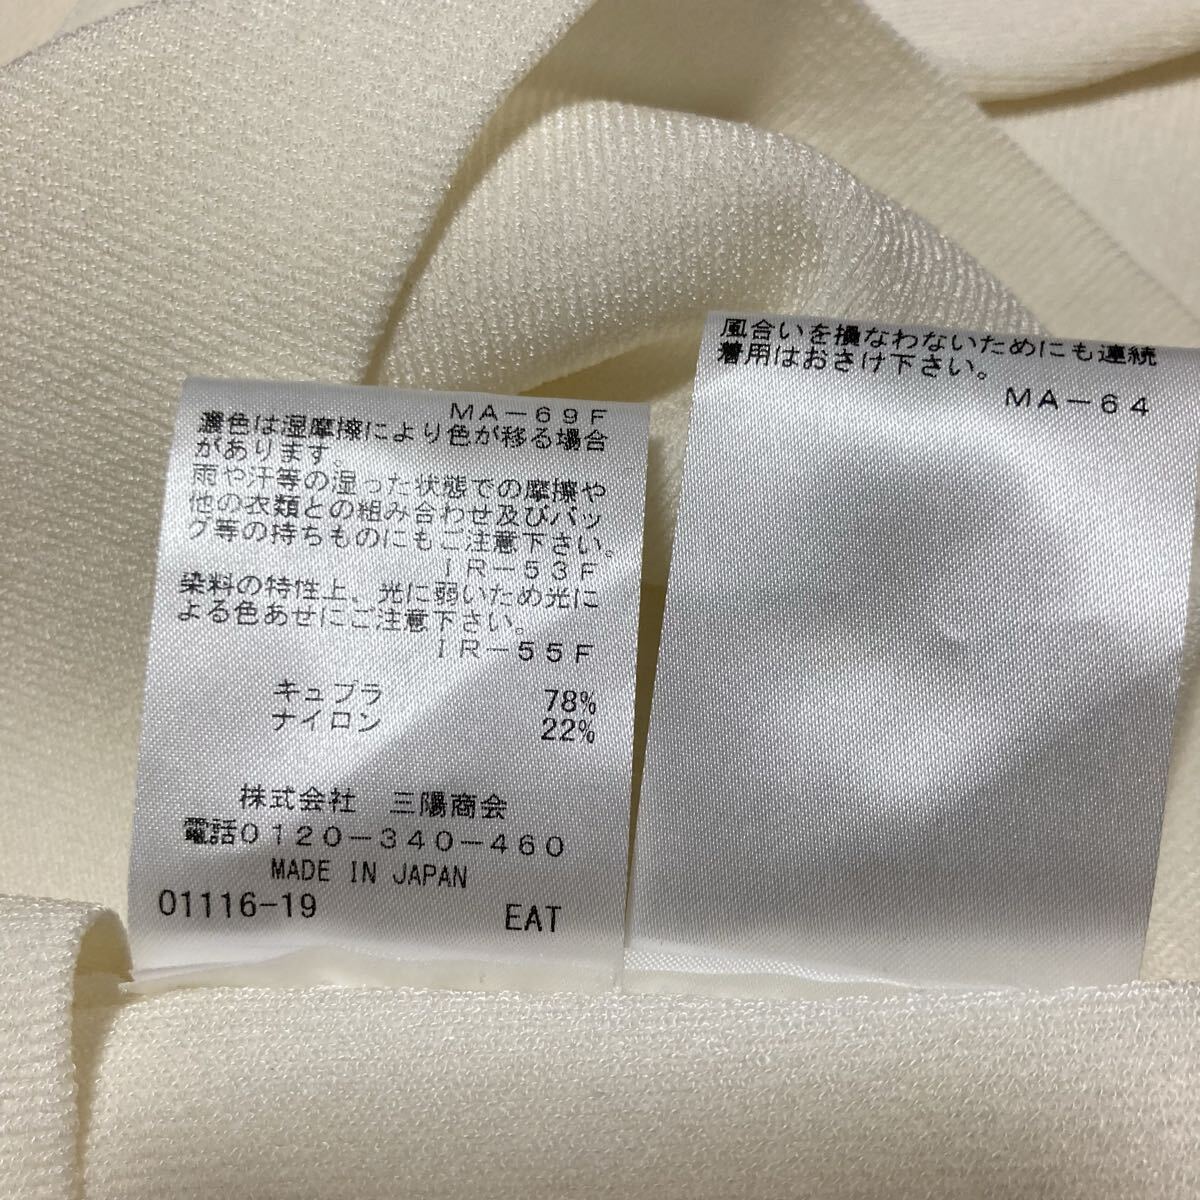 MA-69F
濃色は湿摩擦により色が移る場合
があります。
雨や汗等の湿った状態での摩擦や
他の衣類との組み合わせ及びバッ
グ等の持ちものにもご注意下さい。
IR-53F
染料の特性上、光に弱いため光に
よる色あせにご注意下さい。
IR-55F
キュプラ 78%
ナイロン 22%
株式会社 三陽商会
電話0120-340-460
MADE IN JAPAN
01116-19 EAT
風合いを損なわないためにも連続
着用はおさけ下さい。
MA-64